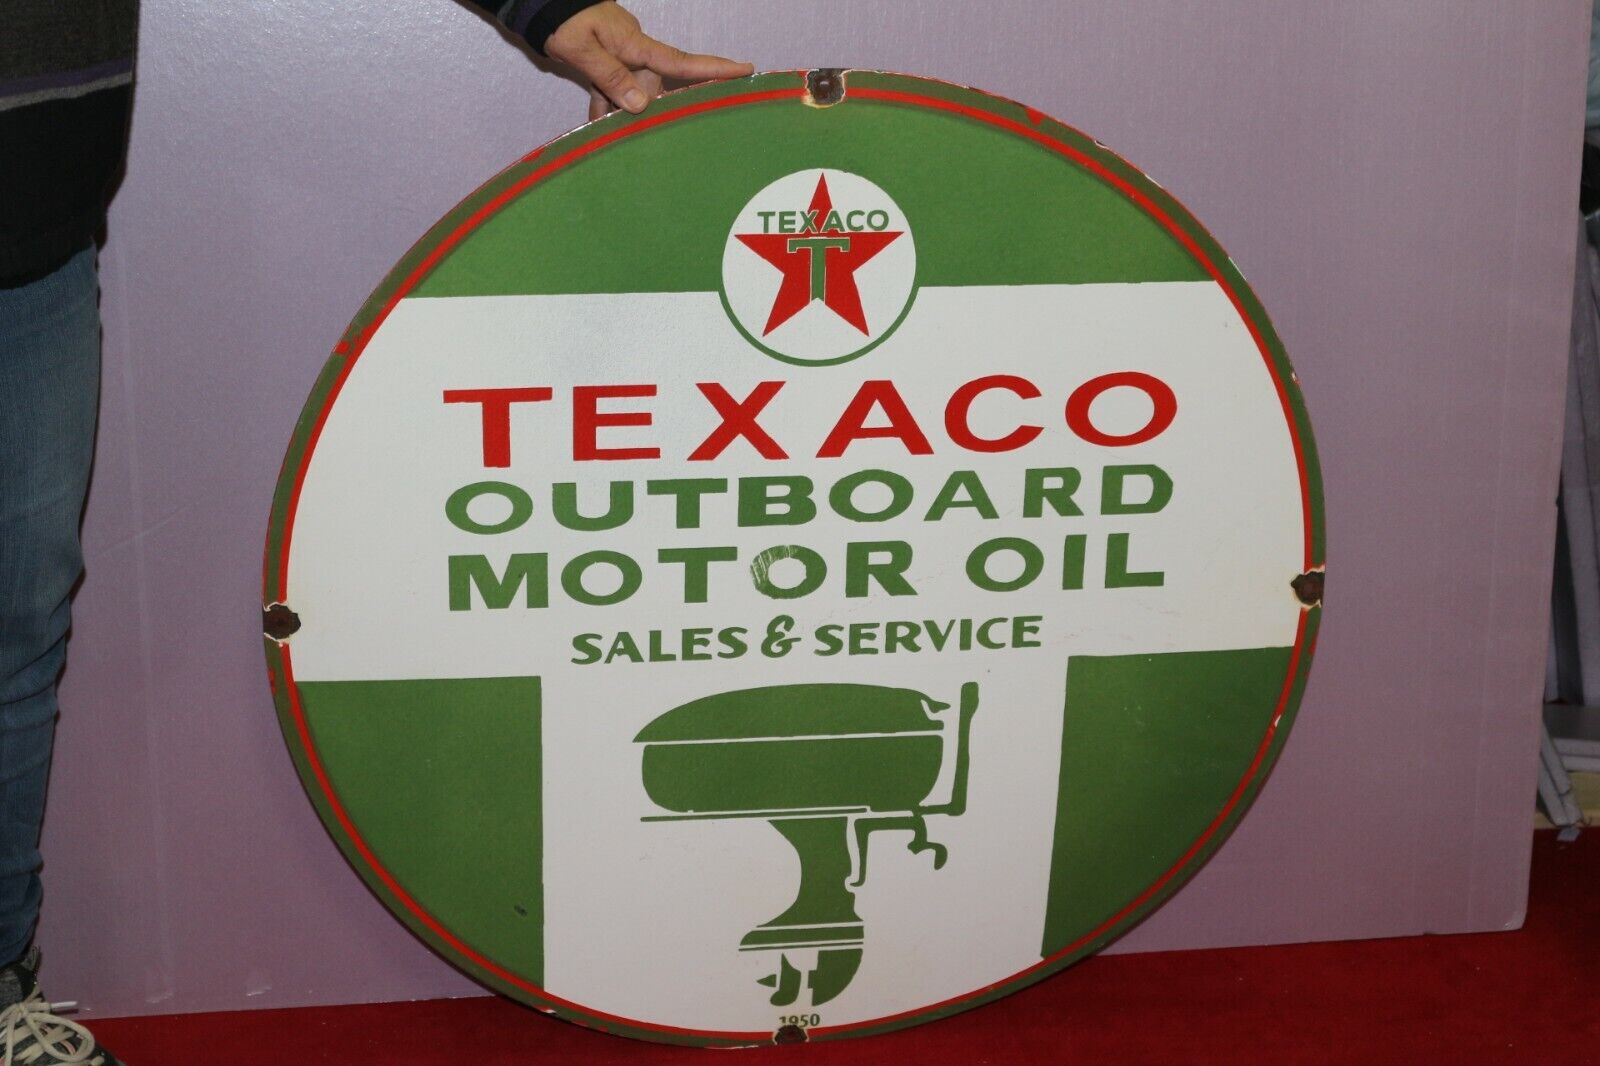 TEXACO
T
TEXACO
OUTBOARD
MOTOR OIL
SALES & SERVICE
1950